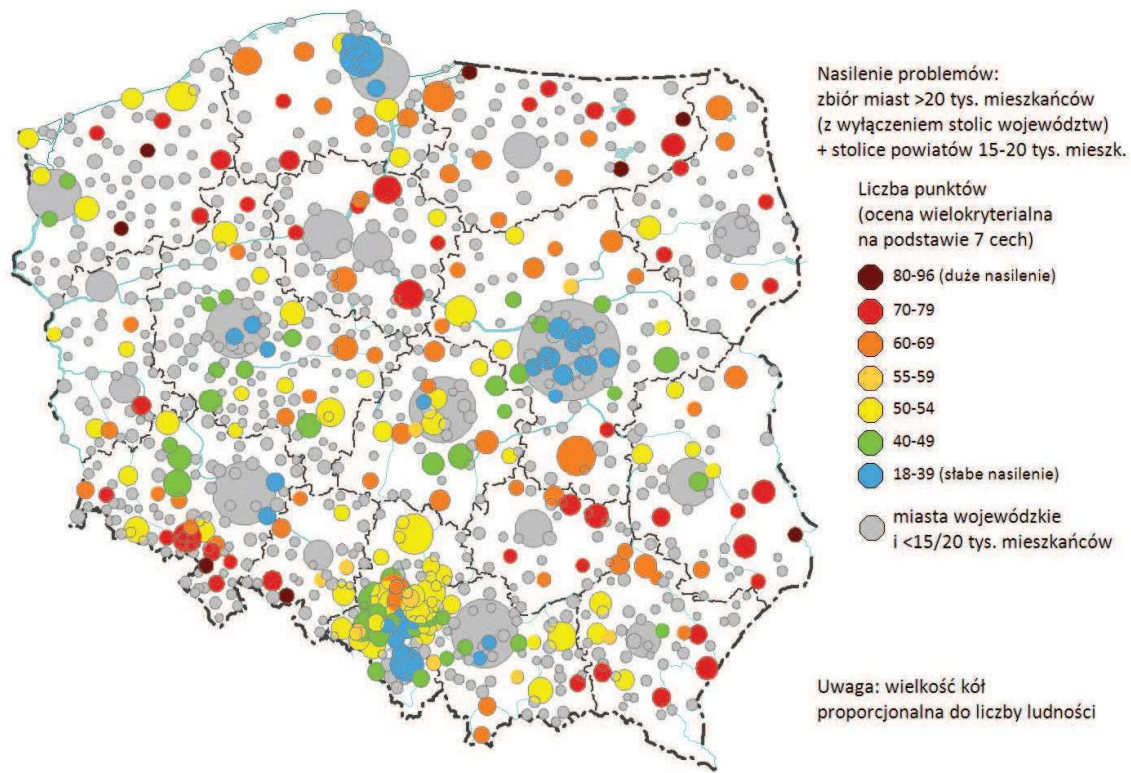 Nasilenie problemów:
zbiór miast >20 tys. mieszkańców
(z wyłączeniem stolic województw)
+ stolice powiatów 15-20 tys. mieszk.
Liczba punktów
(ocena wielokryterialna
na podstawie 7 cech)
80-96 (duże nasilenie)
70-79
60-69
55-59
50-54
40-49
18-39 (słabe nasilenie)
miasta wojewódzkie
i <15/20 tys. mieszkańców
Uwaga: wielkość kół
proporcjonalna do liczby ludności